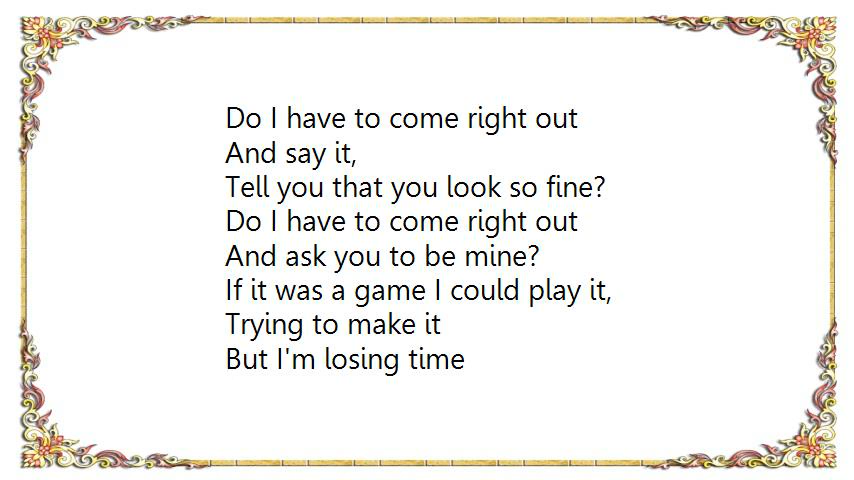 Do I have to come right out
And say it,
Tell you that you look so fine?
Do I have to come right out
And ask you to be mine?
If it was a game I could play it,
Trying to make it
But I'm losing time